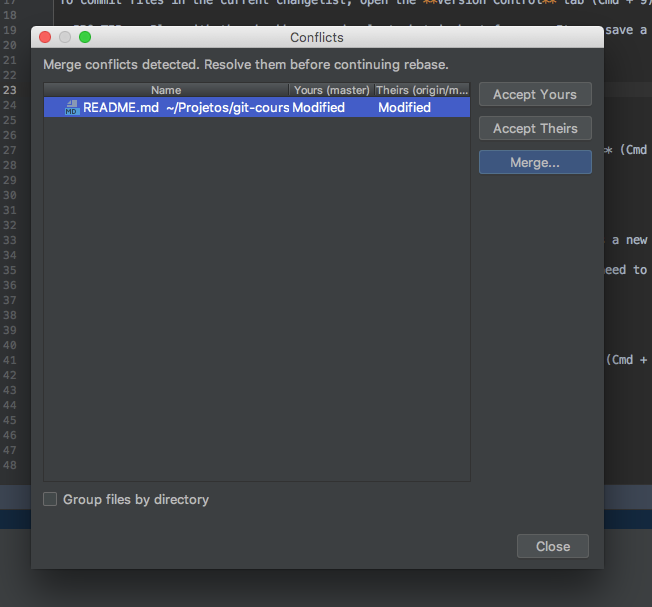 17
To commit files in the current changelist, open the **Version Control** tab (Cmd + 9)
18
19
save a
20
21
22
23
24
25
26
27
** (Cmd
28
29
30
31
32
33
a new
34
35
need to
36
37
38
39
40
41
(Cmd +
42
43
44
45
46
47
48
Conflicts
Merge conflicts detected. Resolve them before continuing rebase.
Name Yours (master) Theirs (origin/m...
README.md ~/Projetos/git-cours Modified Modified
Accept Yours
Accept Theirs
Merge...
Group files by directory
Close